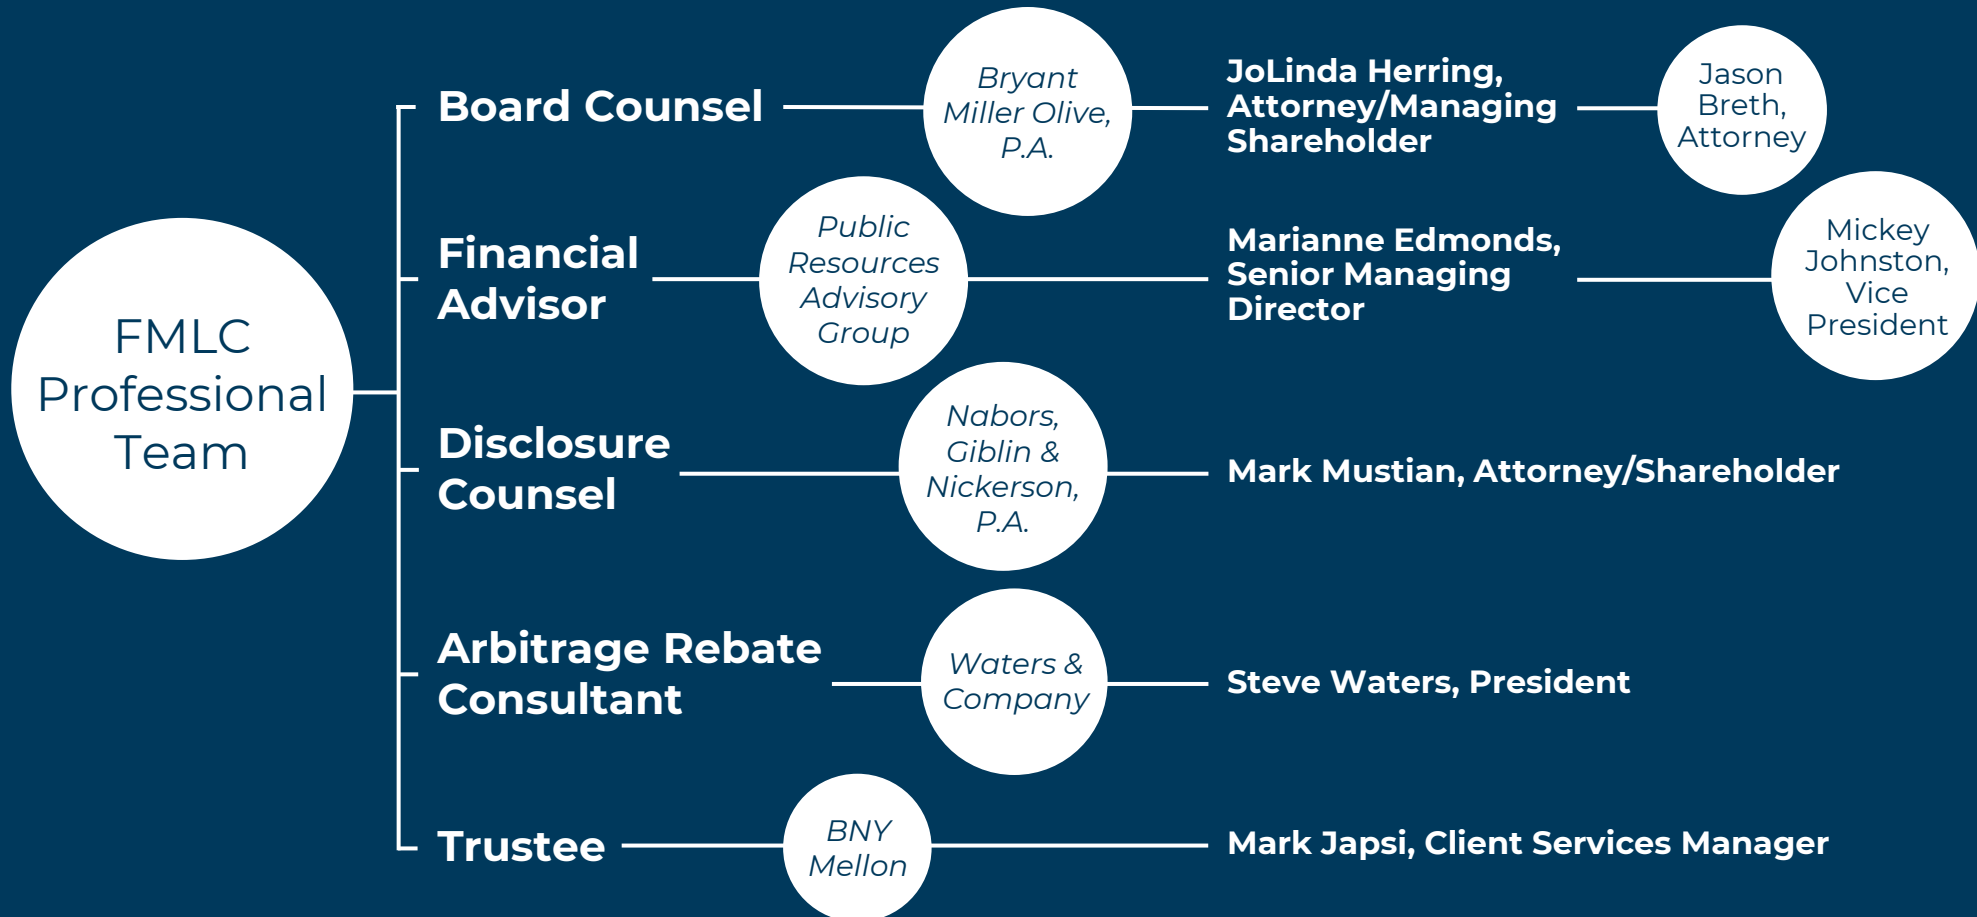 FMLC
Professional
Team
Board Counsel
Bryant
Miller Olive,
P.A.
JoLinda Herring,
Attorney/Managing
Shareholder
Jason
Breth,
Attorney
Financial
Advisor
Public
Resources
Advisory
Group
Marianne Edmonds,
Senior Managing
Director
Mickey
Johnston,
Vice
President
Disclosure
Counsel
Nabors,
Giblin &
Nickerson,
P.A.
Mark Mustian, Attorney/Shareholder
Arbitrage Rebate
Consultant
Waters &
Company
Steve Waters, President
Trustee
BNY
Mellon
Mark Japsi, Client Services Manager